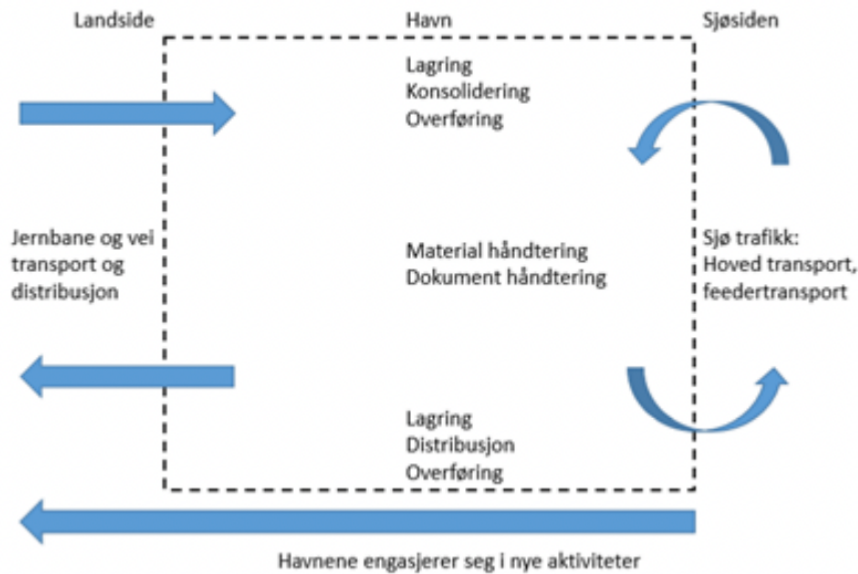 Landside
Havn
Sjøsiden
Lagring
Konsolidering
Overføring
Jernbane og vei
transport og
distribusjon
Material håndtering
Dokument håndtering
Sjø trafikk:
Hoved transport,
feedertransport
Lagring
Distribusjon
Overføring
Havnene engasjerer seg i nye aktiviteter